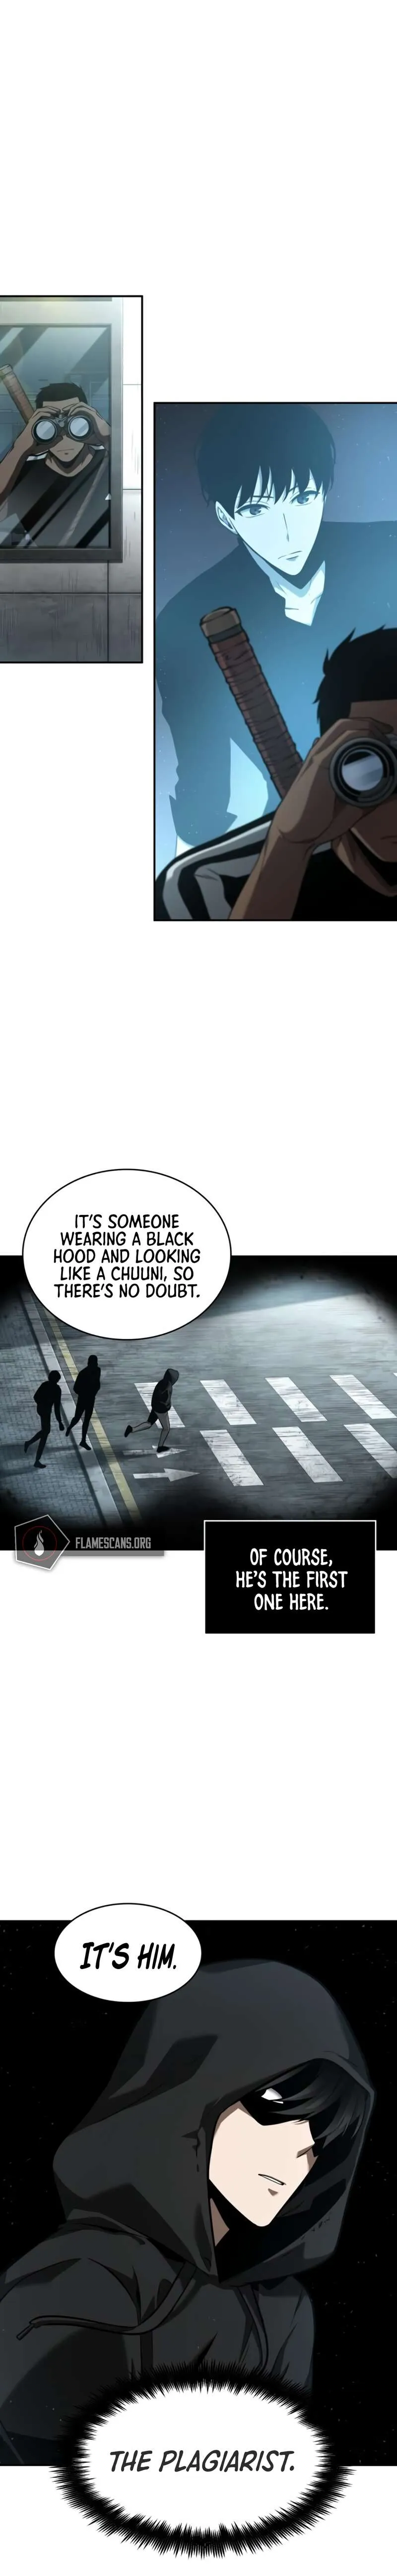 IT'S SOMEONE
WEARING A BLACK
HOOD AND LOOKING
LIKE A CHUUNI, SO
THERE'S NO DOUBT.
FLAMESCANS.ORG
OF COURSE,
HE'S THE FIRST
ONE HERE.
IT'S HIM.
THE PLAGIARIST.